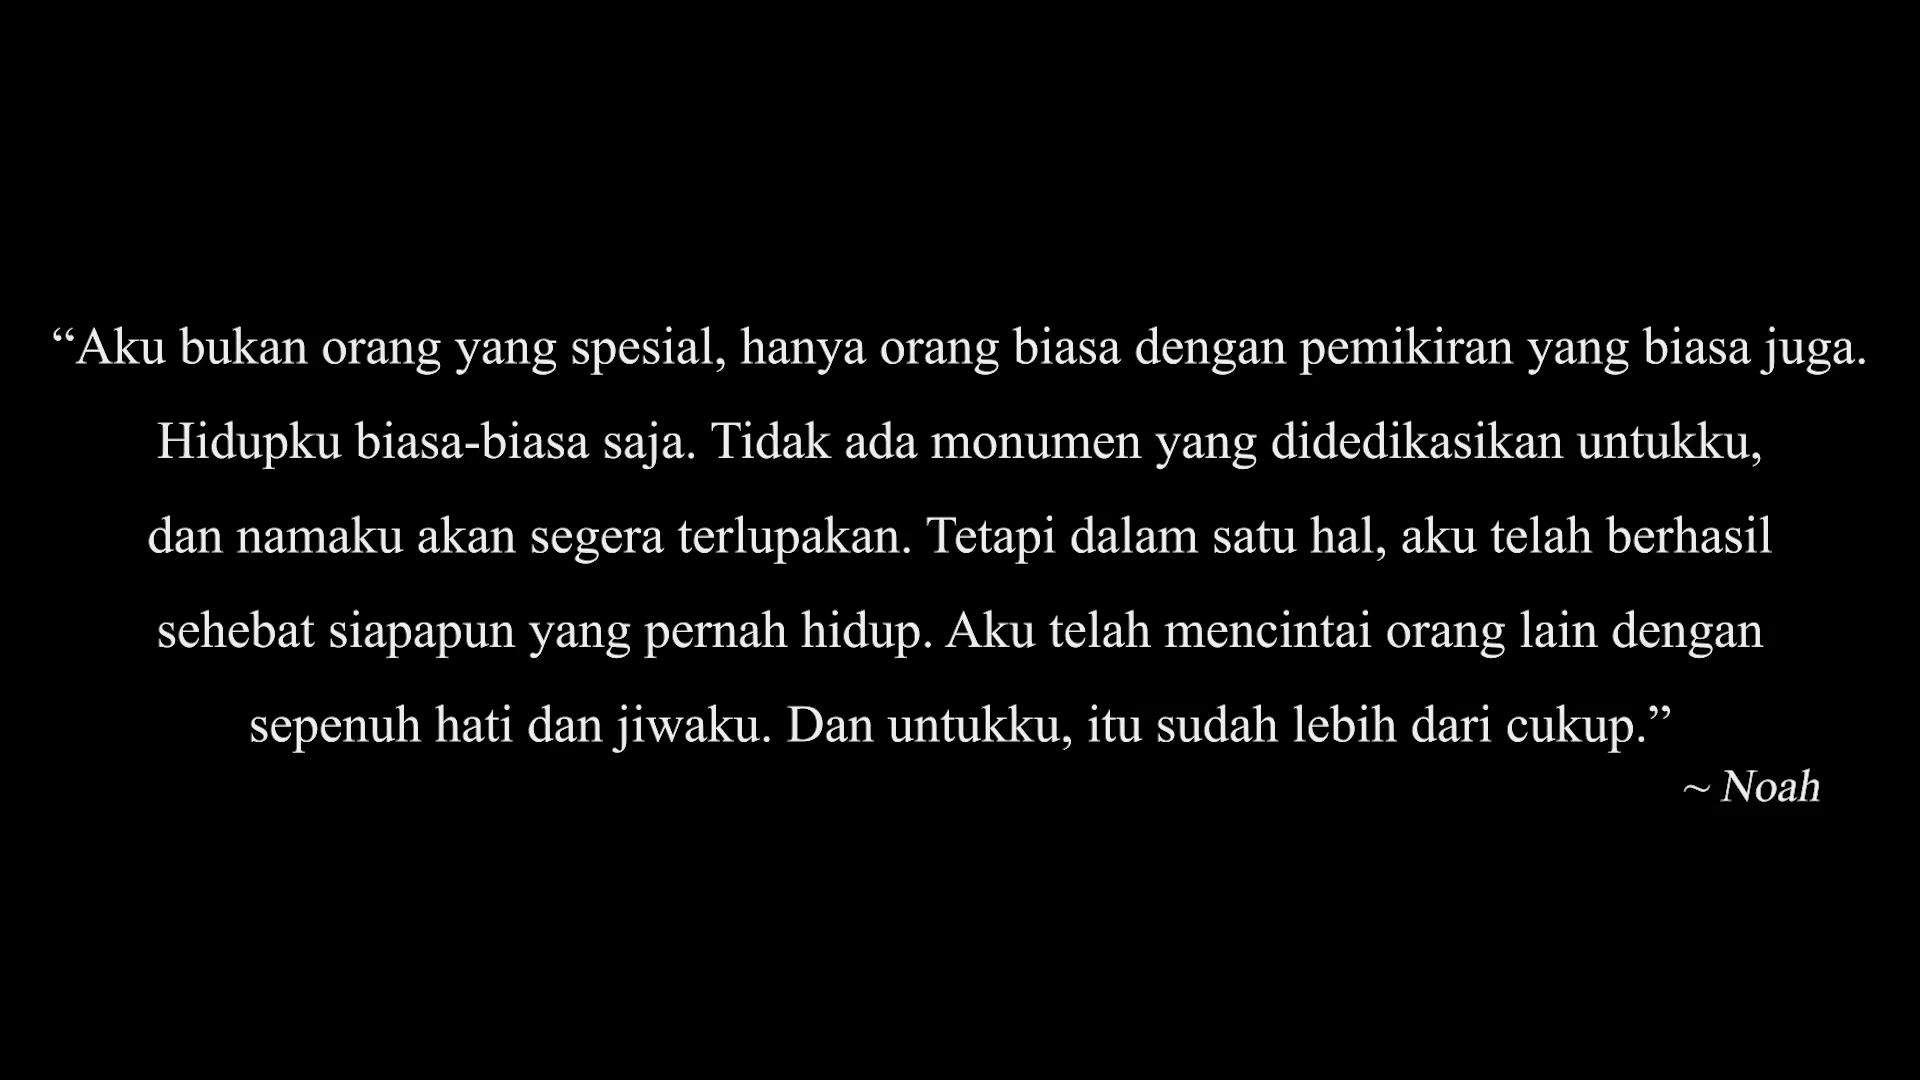 “Aku bukan orang yang spesial, hanya orang biasa dengan pemikiran yang biasa juga.
Hidupku biasa-biasa saja. Tidak ada monumen yang didedikasikan untukku,
dan namaku akan segera terlupakan. Tetapi dalam satu hal, aku telah berhasil
sehebat siapapun yang pernah hidup. Aku telah mencintai orang lain dengan
sepenuh hati dan jiwaku. Dan untukku, itu sudah lebih dari cukup.”
~ Noah